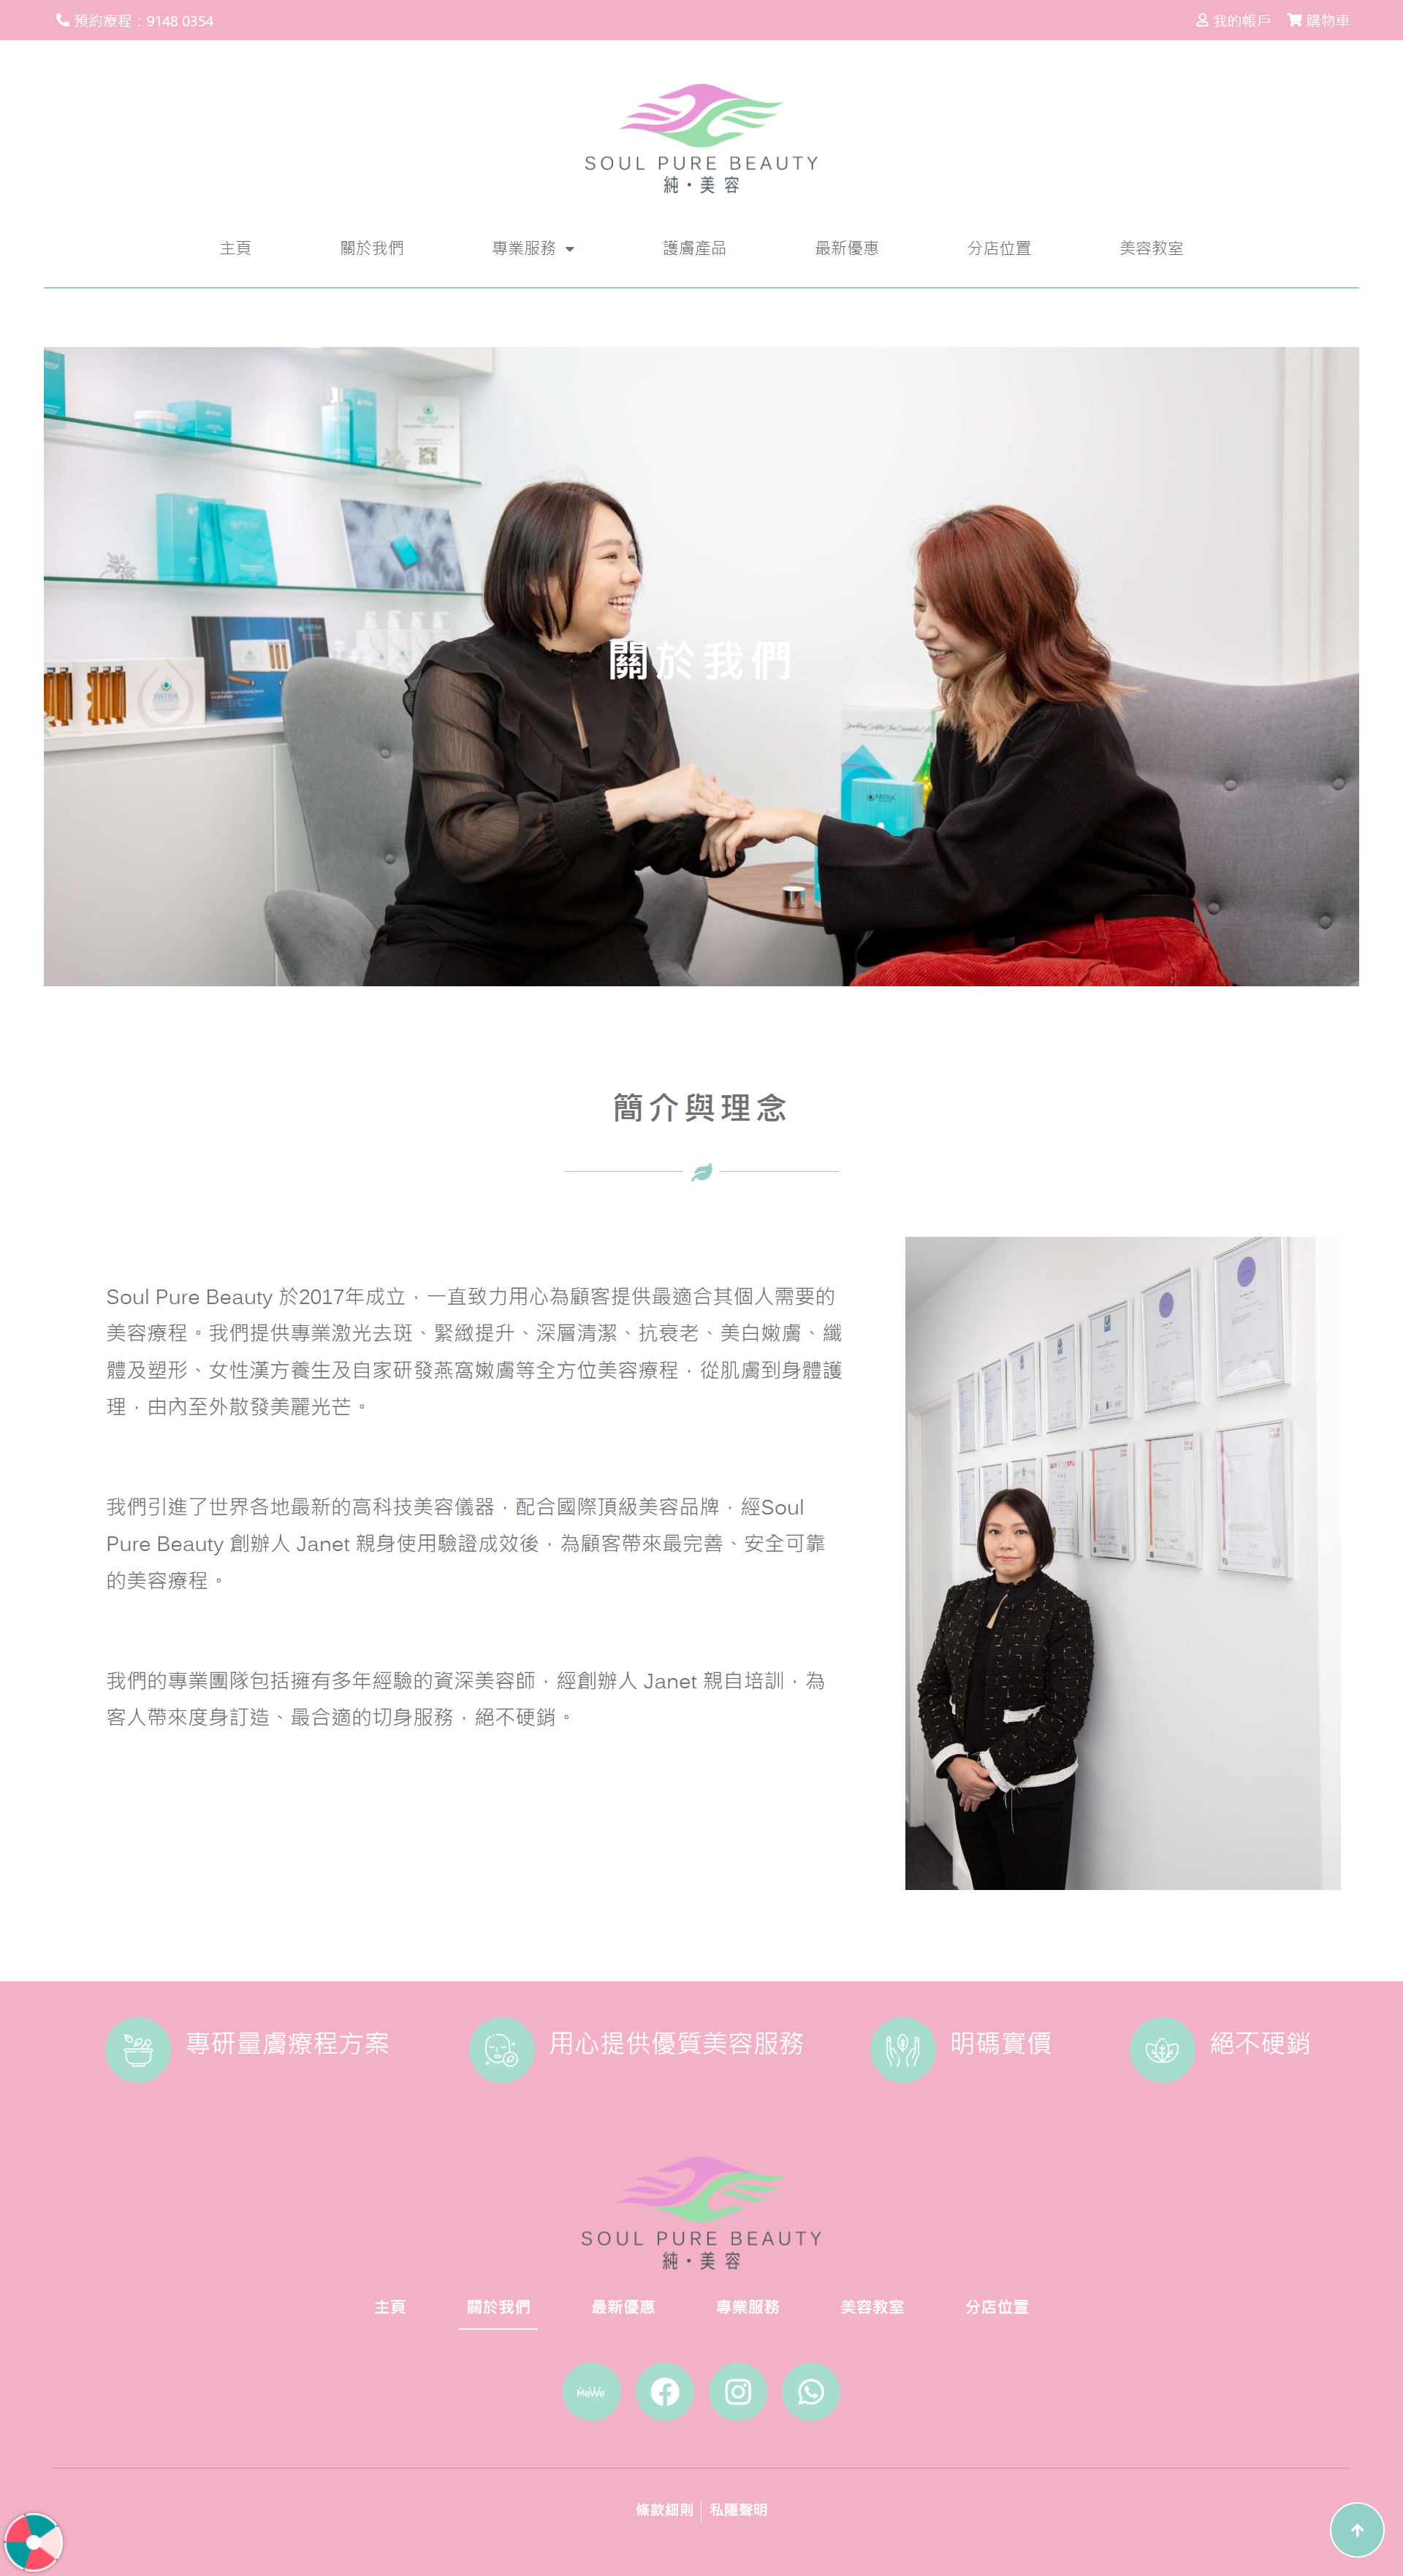 預約療程：9148 0354
我的帳戶 購物車
SOUL PURE BEAUTY
純・美 容
主頁 關於我們 專業服務 護膚產品 最新優惠 分店位置 美容教室
PATRA
PATRA
關於我們
PATRA
簡介與理念
Soul Pure Beauty 於2017年成立，一直致力用心為顧客提供最適合其個人需要的
美容療程。我們提供專業激光去斑、緊緻提升、深層清潔、抗衰老、美白嫩膚、纖
體及塑形、女性漢方養生及自家研發燕窩嫩膚等全方位美容療程，從肌膚到身體護
理，由內至外散發美麗光芒。
我們引進了世界各地最新的高科技美容儀器，配合國際頂級美容品牌，經Soul
Pure Beauty 創辦人 Janet 親身使用驗證成效後，為顧客帶來最完善、安全可靠
的美容療程。
我們的專業團隊包括擁有多年經驗的資深美容師，經創辦人 Janet 親自培訓，為
客人帶來度身訂造、最合適的切身服務，絕不硬銷。
專研量膚療程方案 用心提供優質美容服務 明碼實價 絕不硬銷
SOUL PURE BEAUTY
純・美 容
主頁 關於我們 最新優惠 專業服務 美容教室 分店位置
MeWe
條款細則 私隱聲明